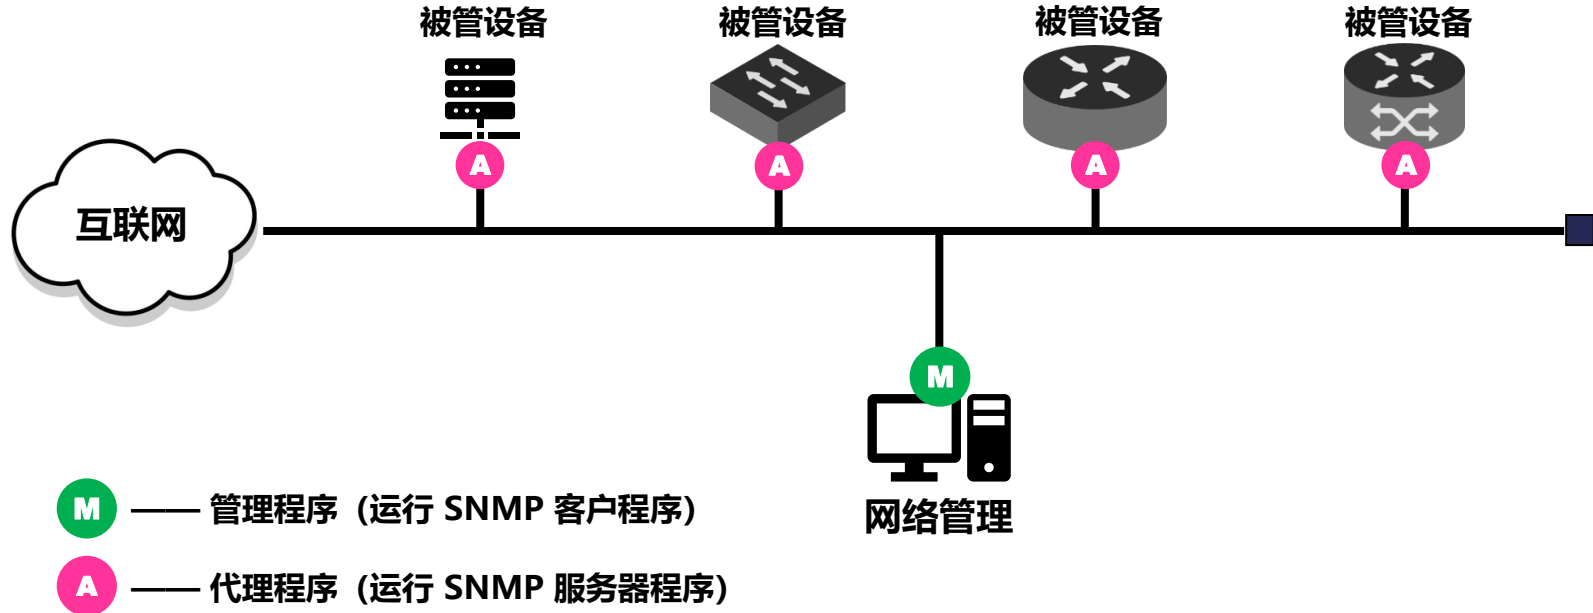 被管设备 被管设备 被管设备 被管设备
A A A A
互联网
M
网络管理
M —— 管理程序（运行 SNMP 客户程序）
A —— 代理程序（运行 SNMP 服务器程序）